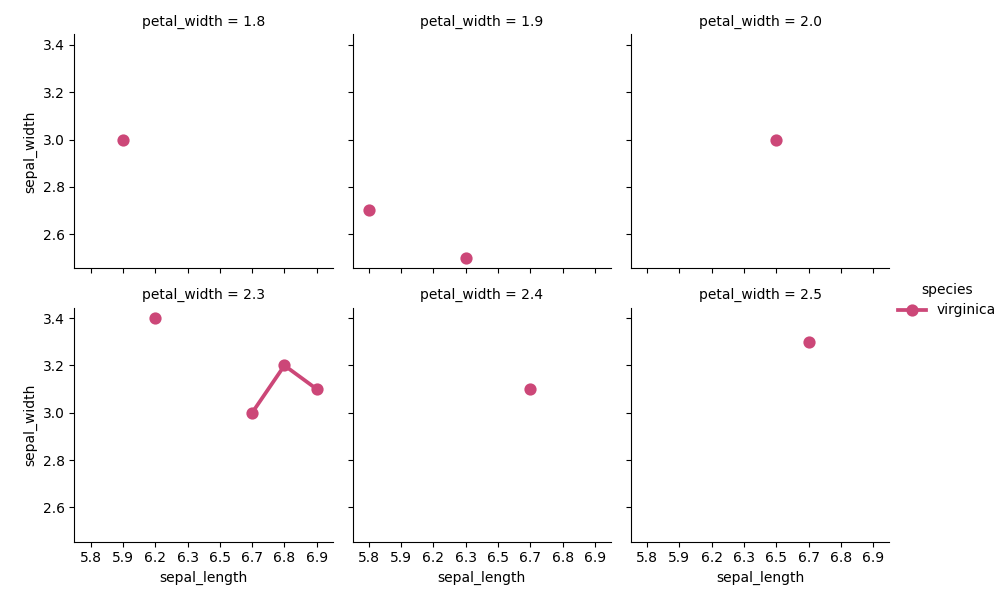 petal_width = 1.8
petal_width = 1.9
petal_width = 2.0
3.4
3.2
3.0
2.8
2.6
sepal_width
petal_width = 2.3
petal_width = 2.4
petal_width = 2.5
species
virginica
3.4
3.2
3.0
2.8
2.6
sepal_width
5.8 5.9 6.2 6.3 6.5 6.7 6.8 6.9
5.8 5.9 6.2 6.3 6.5 6.7 6.8 6.9
5.8 5.9 6.2 6.3 6.5 6.7 6.8 6.9
sepal_length
sepal_length
sepal_length